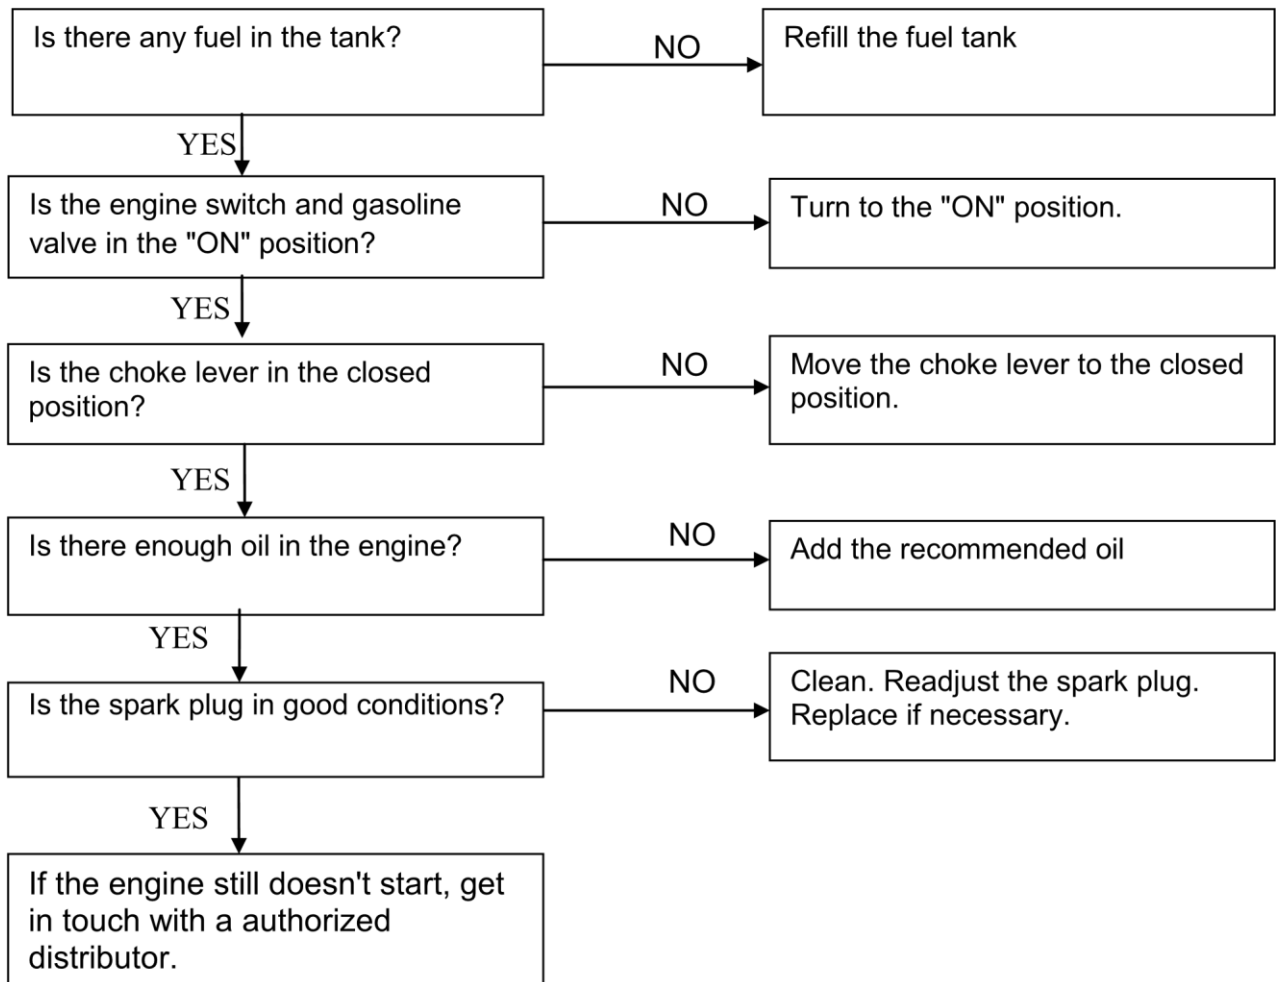 Is there any fuel in the tank?
NO
Refill the fuel tank
YES
Is the engine switch and gasoline
valve in the "ON" position?
NO
Turn to the "ON" position.
YES
Is the choke lever in the closed
position?
NO
Move the choke lever to the closed
position.
YES
Is there enough oil in the engine?
NO
Add the recommended oil
YES
Is the spark plug in good conditions?
NO
Clean. Readjust the spark plug.
Replace if necessary.
YES
If the engine still doesn't start, get
in touch with a authorized
distributor.